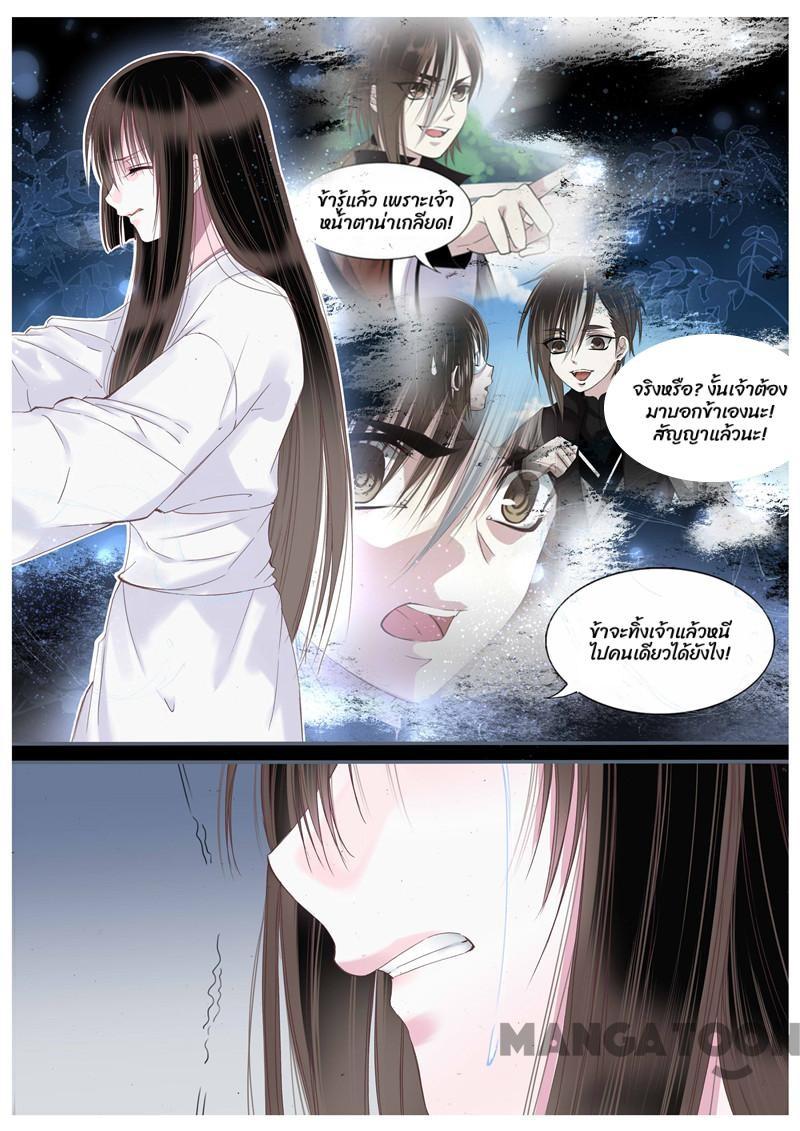 ข้ารู้แล้ว เพราะเจ้า
หน้าตาน่าเกลียด!
จริงหรือ? งั้นเจ้าต้อง
มาบอกข้าเองนะ!
สัญญาแล้วนะ!
ข้าจะทิ้งเจ้าแล้วหนี
ไปคนเดียวได้ยังไง!
MANGATOON